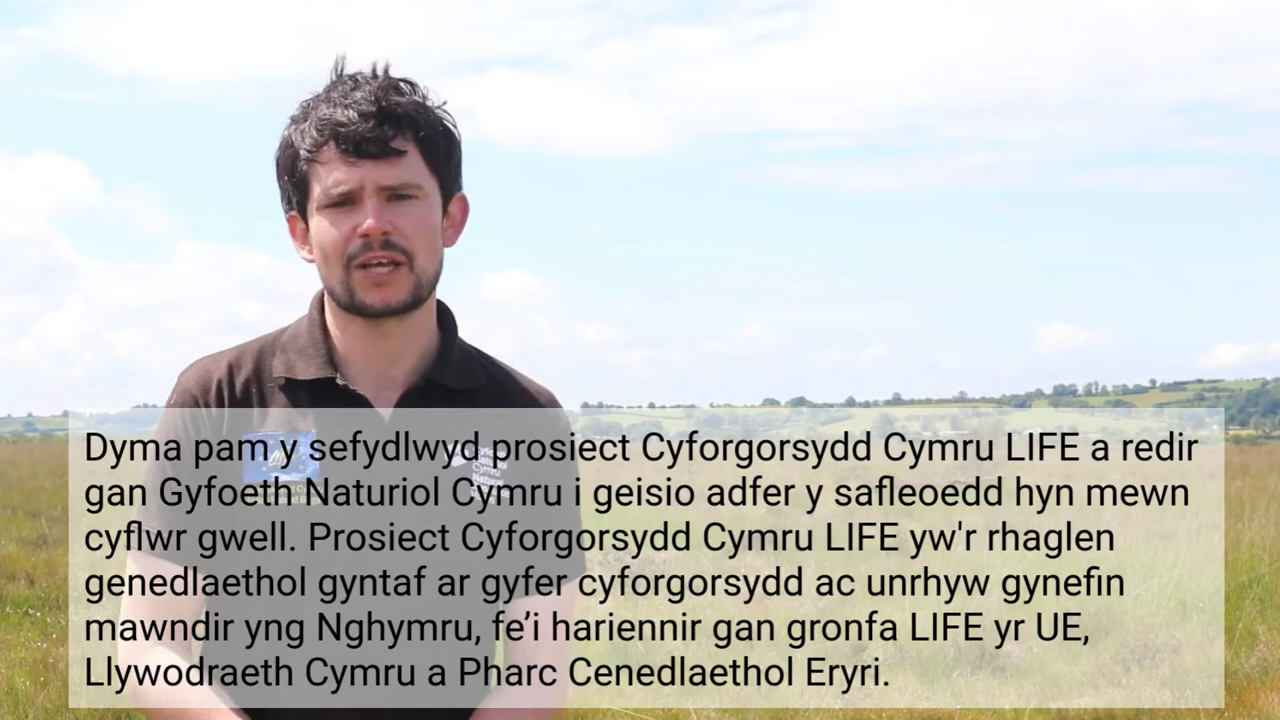 Dyma pam y sefydlwyd prosiect Cyforgorsydd Cymru LIFE a redir
gan Gyfoeth Naturiol Cymru i geisio adfer y safleoedd hyn mewn
cyflwr gwell. Prosiect Cyforgorsydd Cymru LIFE yw'r rhaglen
genedlaethol gyntaf ar gyfer cyforgorsydd ac unrhyw gynefin
mawndir yng Nghymru, fe’i hariennir gan gronfa LIFE yr UE,
Llywodraeth Cymru a Pharc Cenedlaethol Eryri.